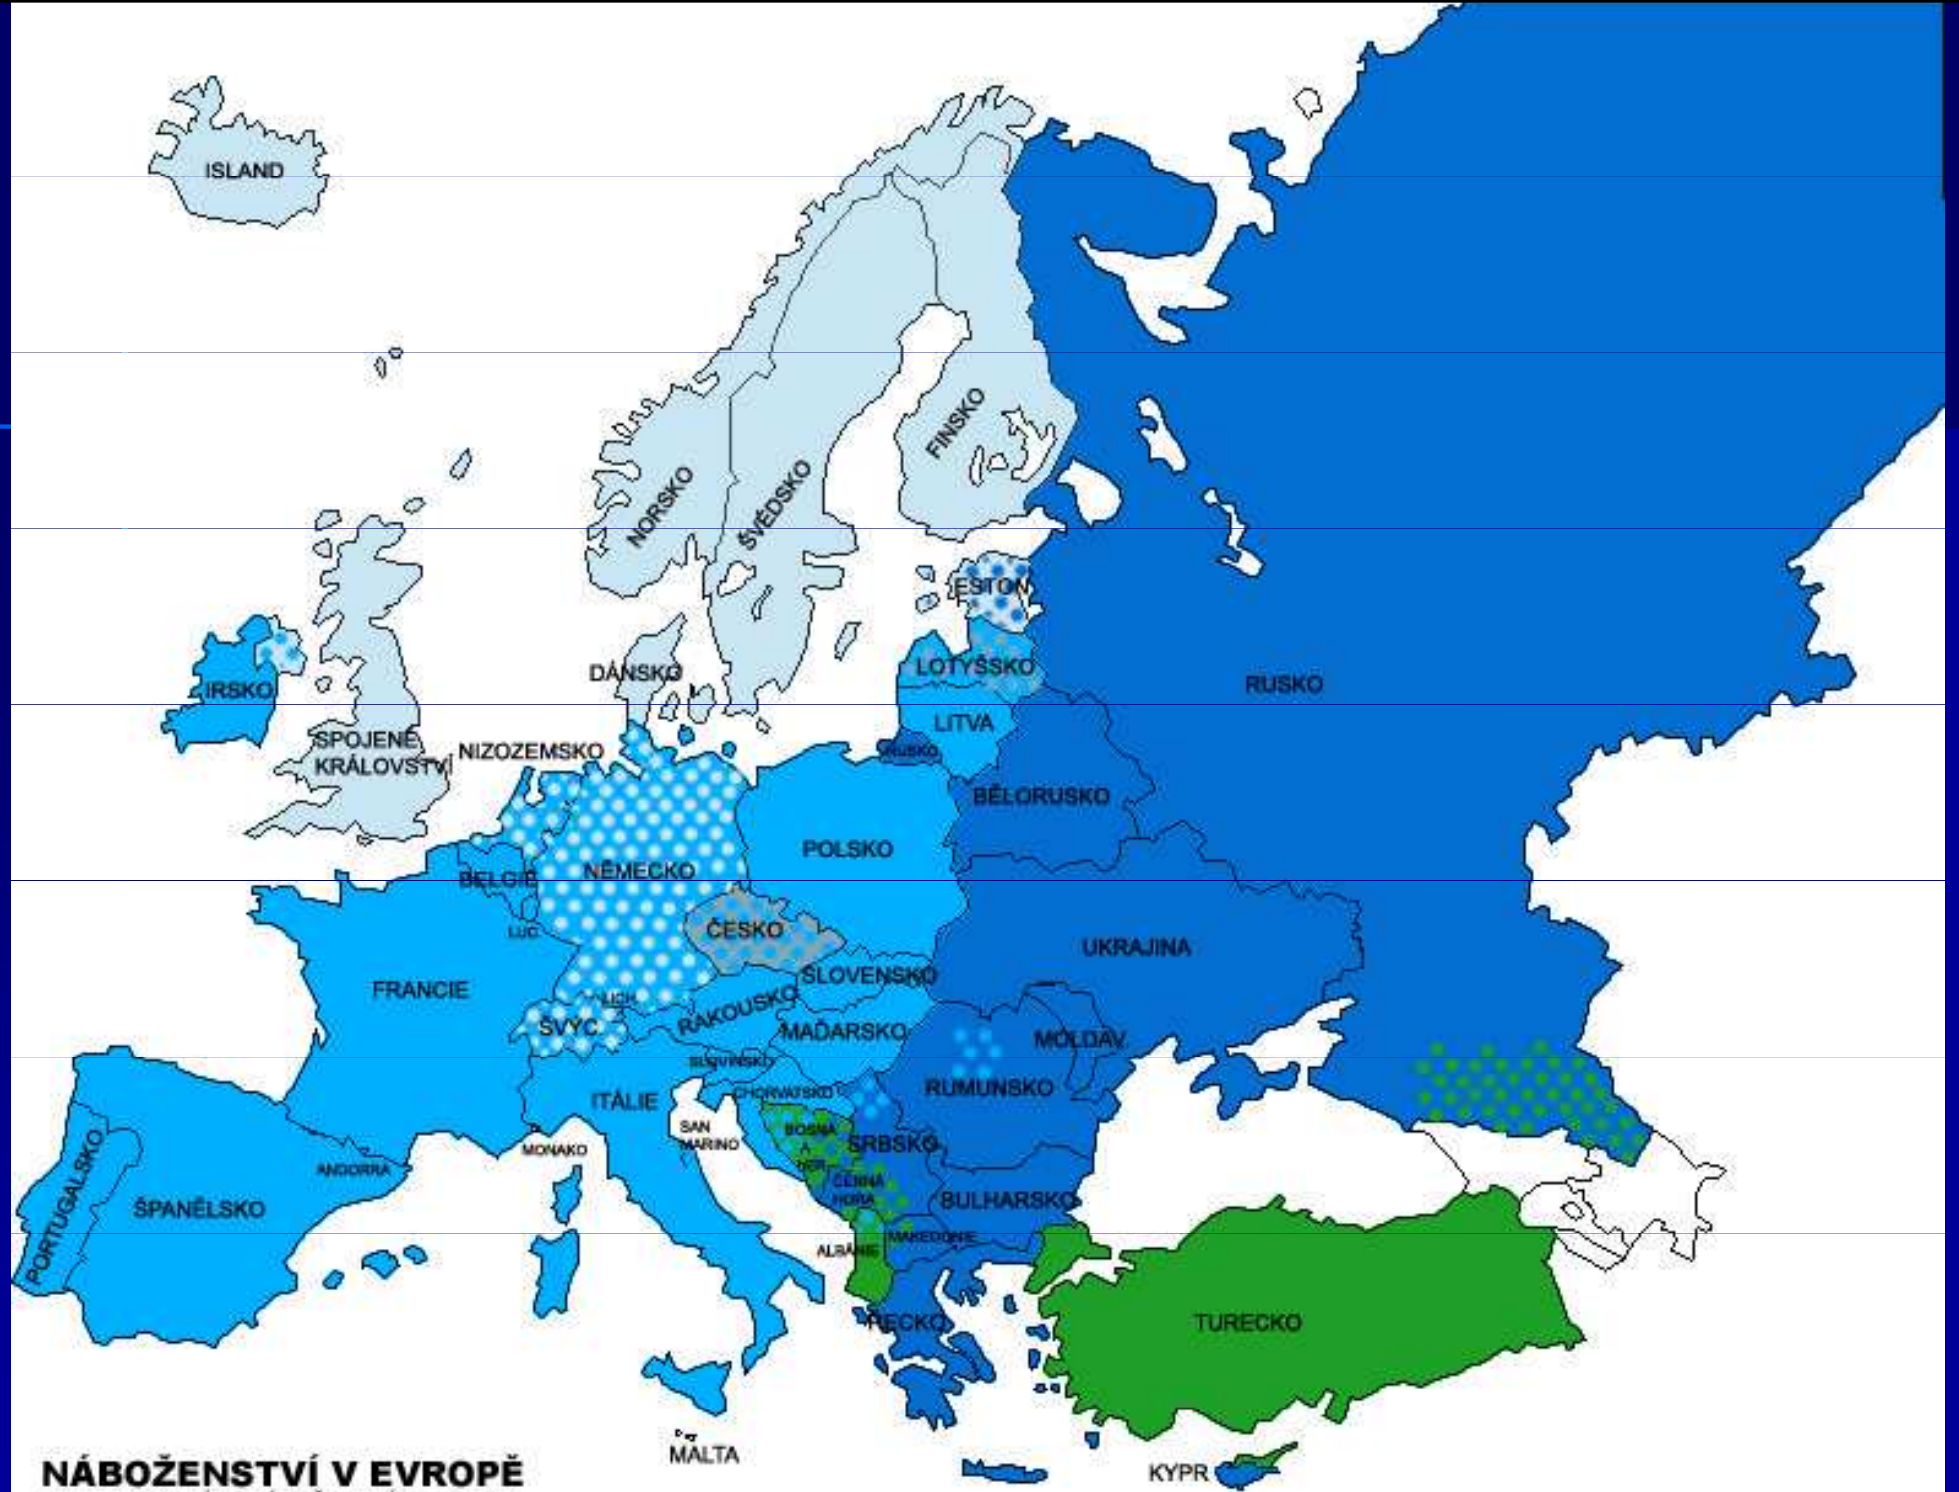 ISLAND
FINSKO
NORSKO
ŠVÉDSKO
ESTON
LOTYŠSKO
DÁNSKO
IRSKO
RUSKO
LITVA
SPOJENÉ
KRÁLOVSTVÍ
NIZOZEMSKO
RUSKO
BĚLORUSKO
POLSKO
BELGIE
NĚMECKO
LUC.
ČESKO
UKRAJINA
FRANCIE
SLOVENSKO
LICH.
RAKOUSKO
ŠVÝC.
MAĎARSKO
MOLDAV.
SLOVINSKO
RUMUNSKO
CHORVATSKO
ITÁLIE
SAN
MARINO
BOSNA
A
HER.
SRBSKO
MONAKO
ANDORRA
ČERNÁ
HORA
PORTUGALSKO
ŠPANĚLSKO
BULHARSKO
MAKEDONIE
ALBÁNIE
ŘECKO
TURECKO
MALTA
KYPR
NÁBOŽENSTVÍ V EVROPĚ